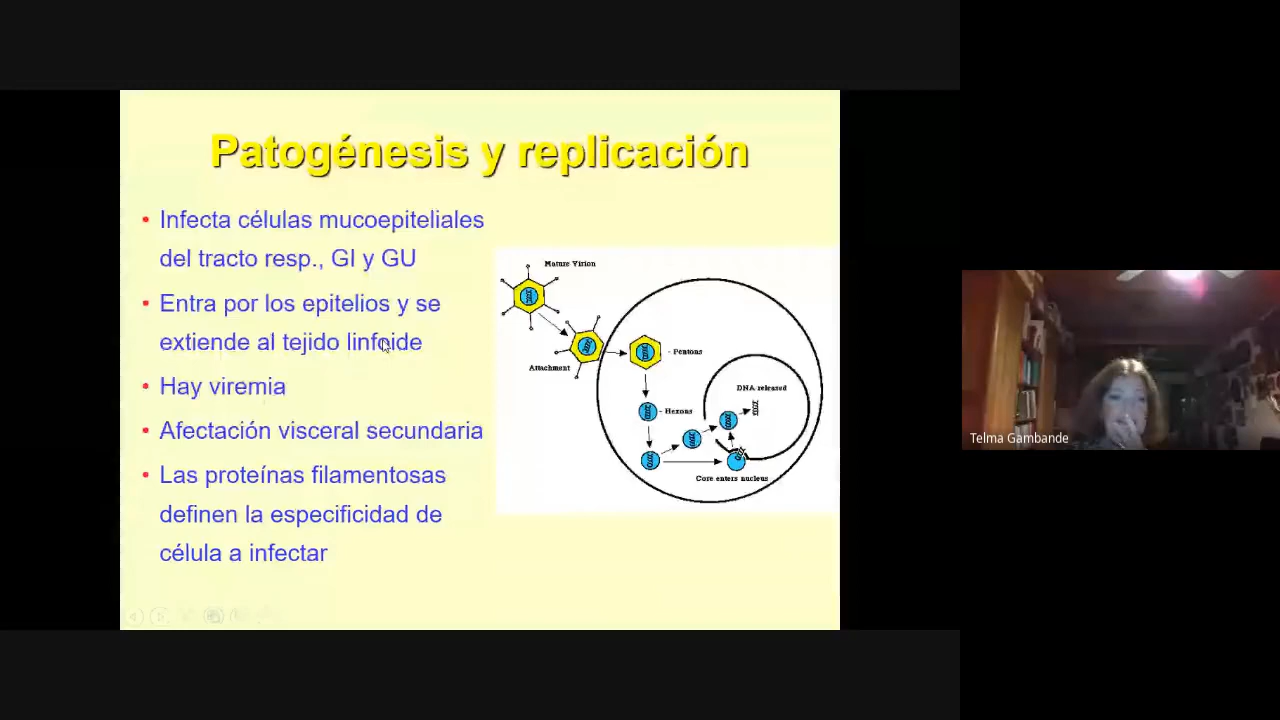 Patogénesis y replicación
• Infecta células mucoepiteliales
del tracto resp., GI y GU
• Entra por los epitelios y se
extiende al tejido linfoide
• Hay viremia
• Afectación visceral secundaria
• Las proteínas filamentosas
definen la especificidad de
célula a infectar
Mature Virion
Attachment
- Pentons
- Hexons
DNA released
Core enters nucleus
Telma Gambande